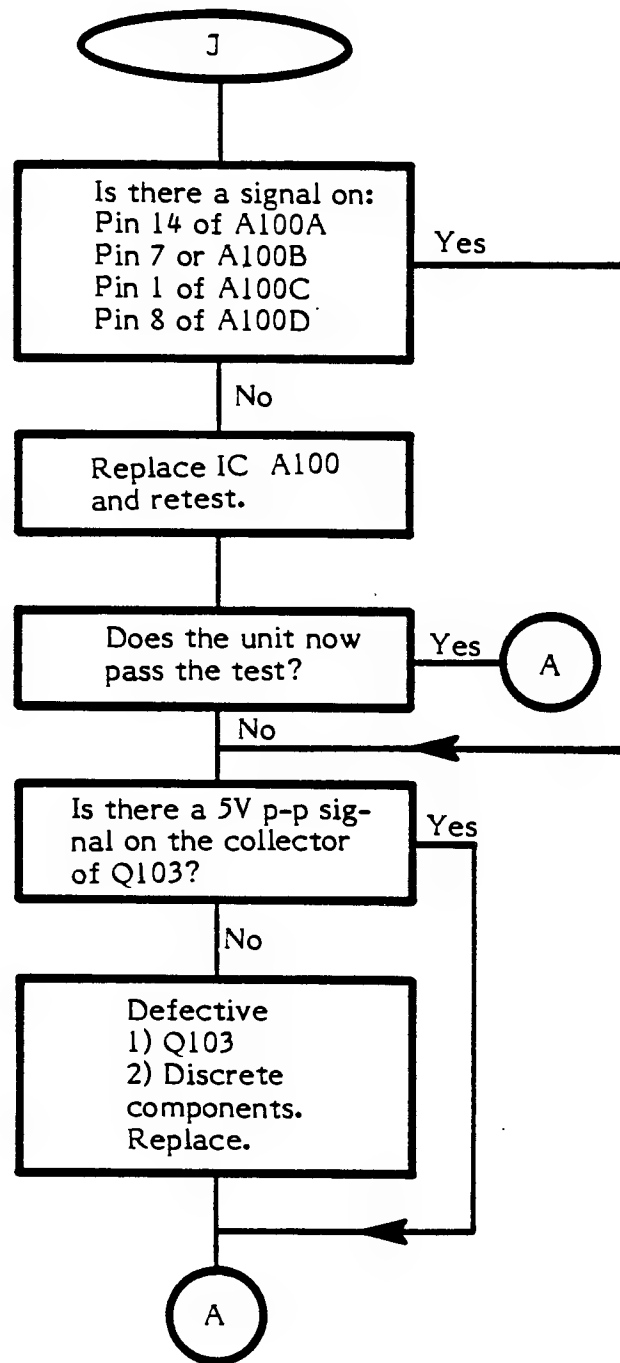 J
Is there a signal on:
Pin 14 of A100A
Pin 7 or A100B
Pin 1 of A100C
Pin 8 of A100D
Yes
No
Replace IC A100
and retest.
Does the unit now
pass the test?
Yes
A
No
Is there a 5V p-p sig-
nal on the collector
of Q103?
Yes
No
Defective
1) Q103
2) Discrete
components.
Replace.
A